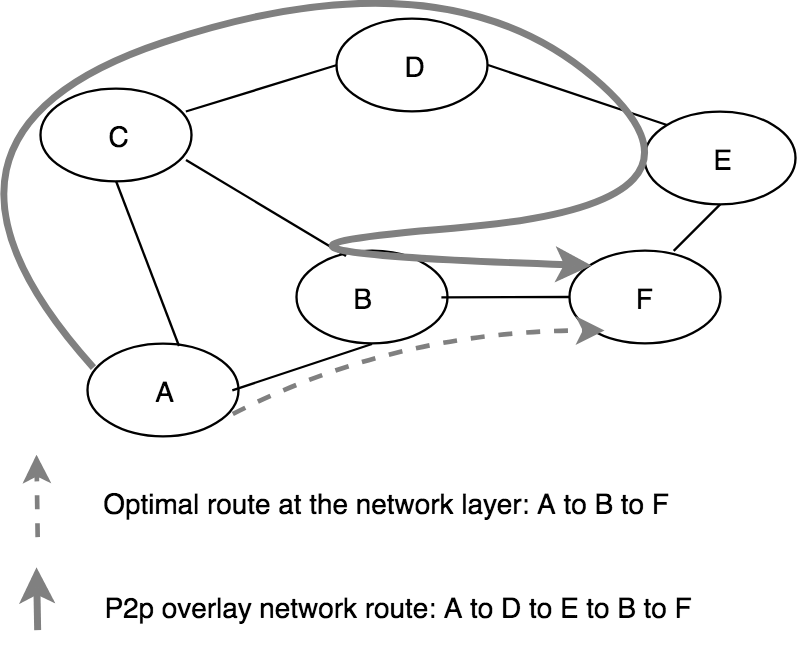 D
C
E
B
F
A
Optimal route at the network layer: A to B to F
P2p overlay network route: A to D to E to B to F